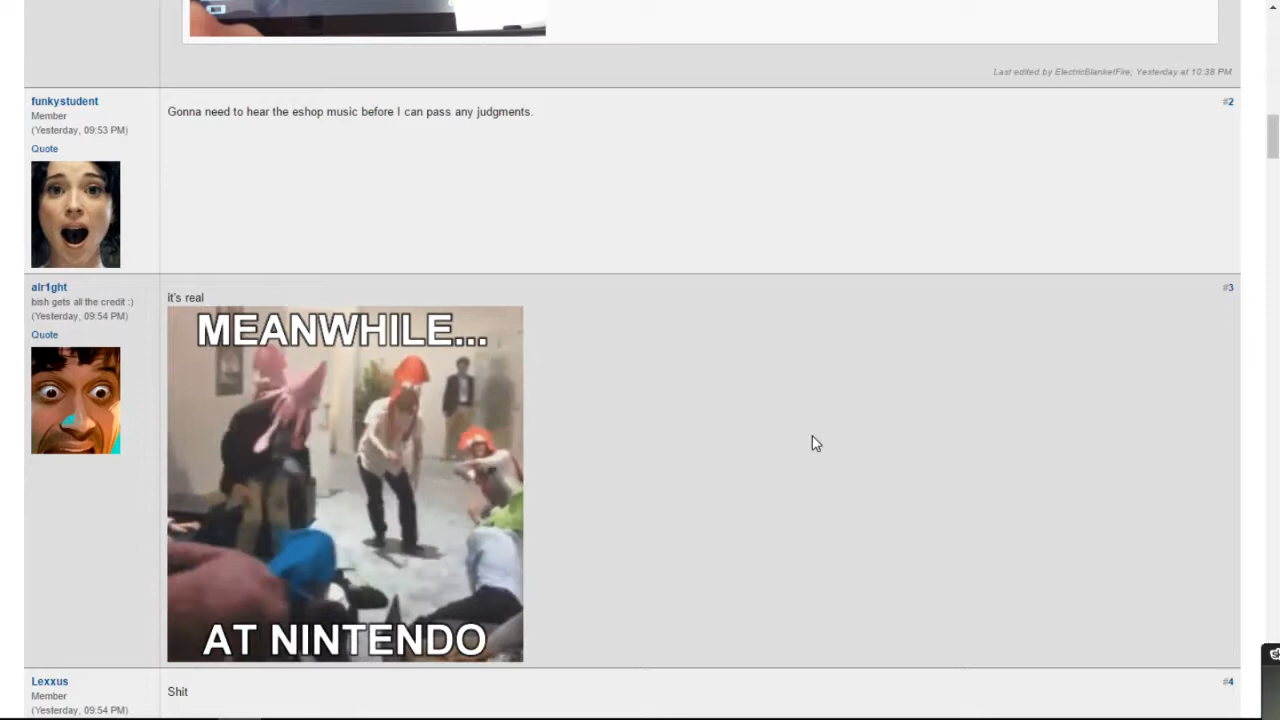 Last edited by ElectricBlanketFire; Yesterday at 10:38 PM
funkystudent
Member
(Yesterday, 09:53 PM)
Quote
Gonna need to hear the eshop music before I can pass any judgments.
#2
alr1ght
bish gets all the credit :)
(Yesterday, 09:54 PM)
Quote
it's real
#3
MEANWHILE...
AT NINTENDO
Lexxus
Member
(Yesterday, 09:54 PM)
Shit
#4